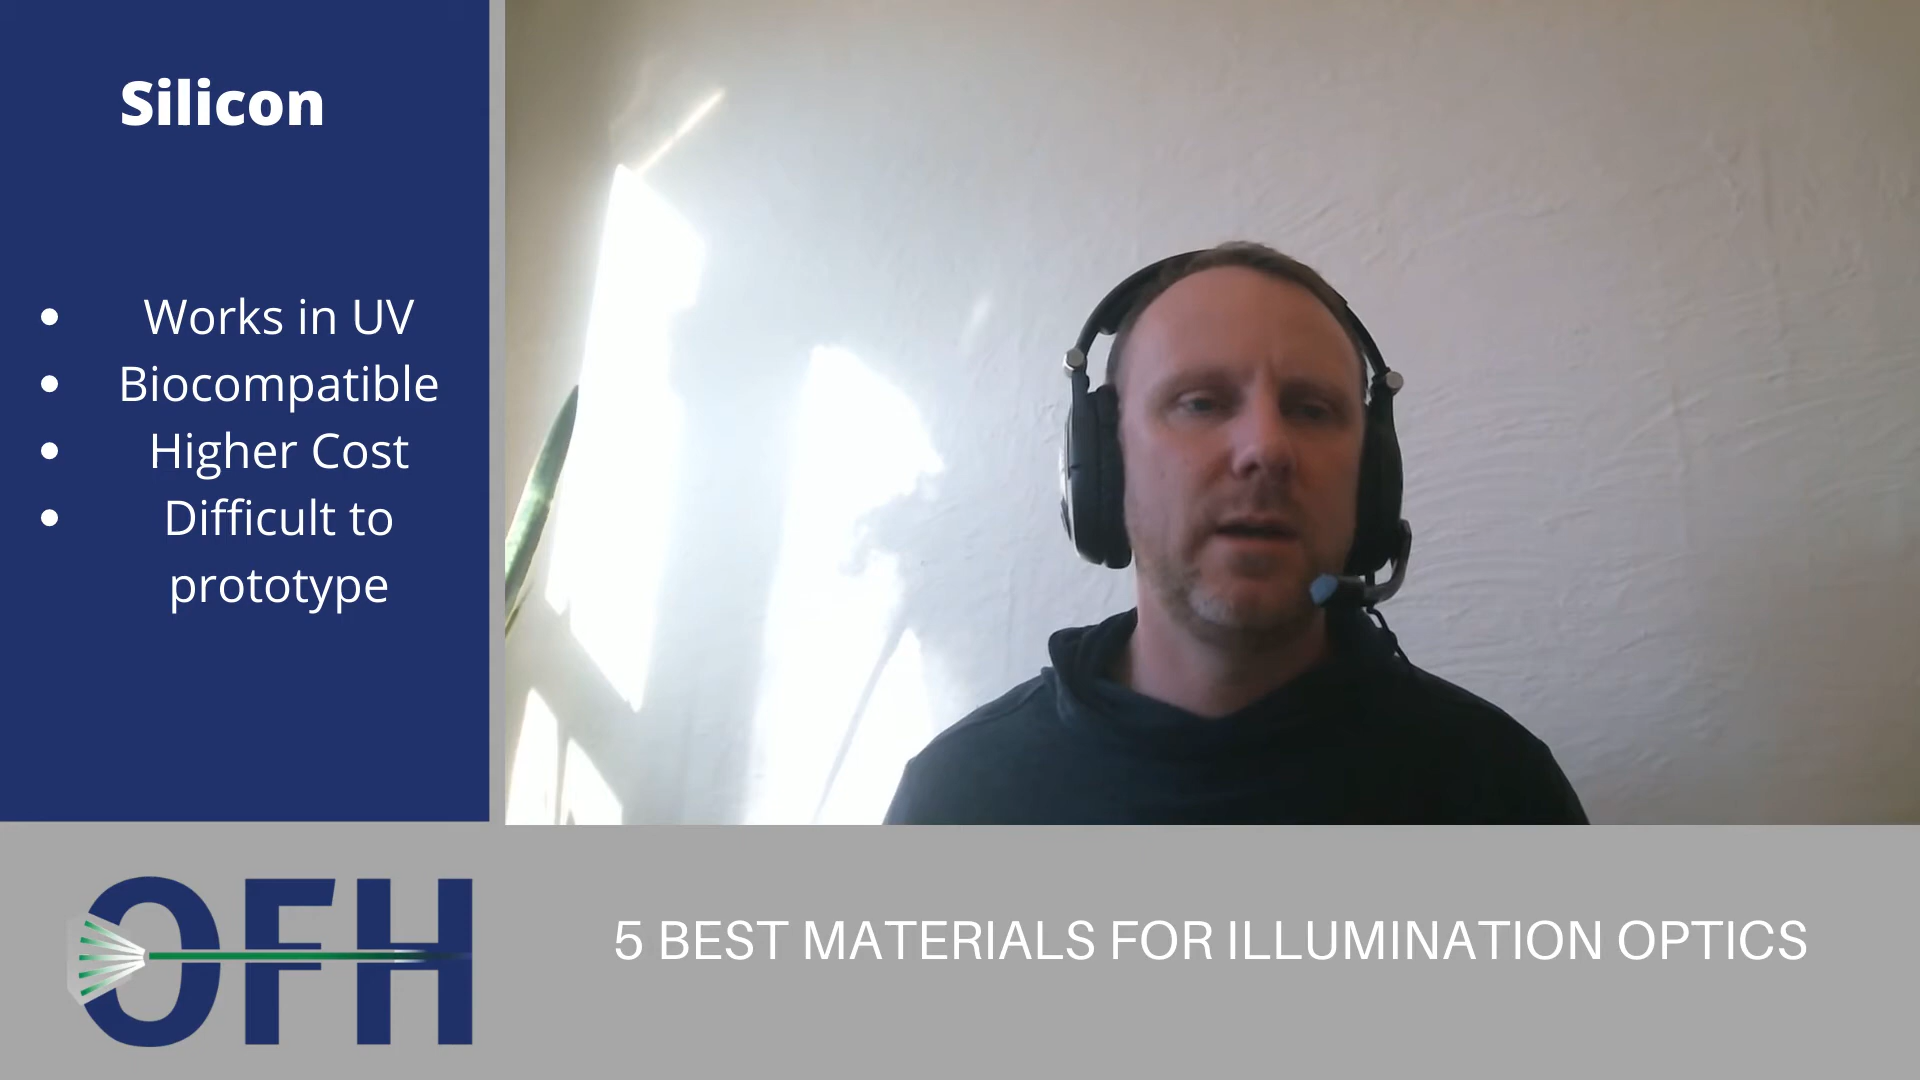 Silicon
• Works in UV
• Biocompatible
• Higher Cost
• Difficult to
prototype
OFH
5 BEST MATERIALS FOR ILLUMINATION OPTICS